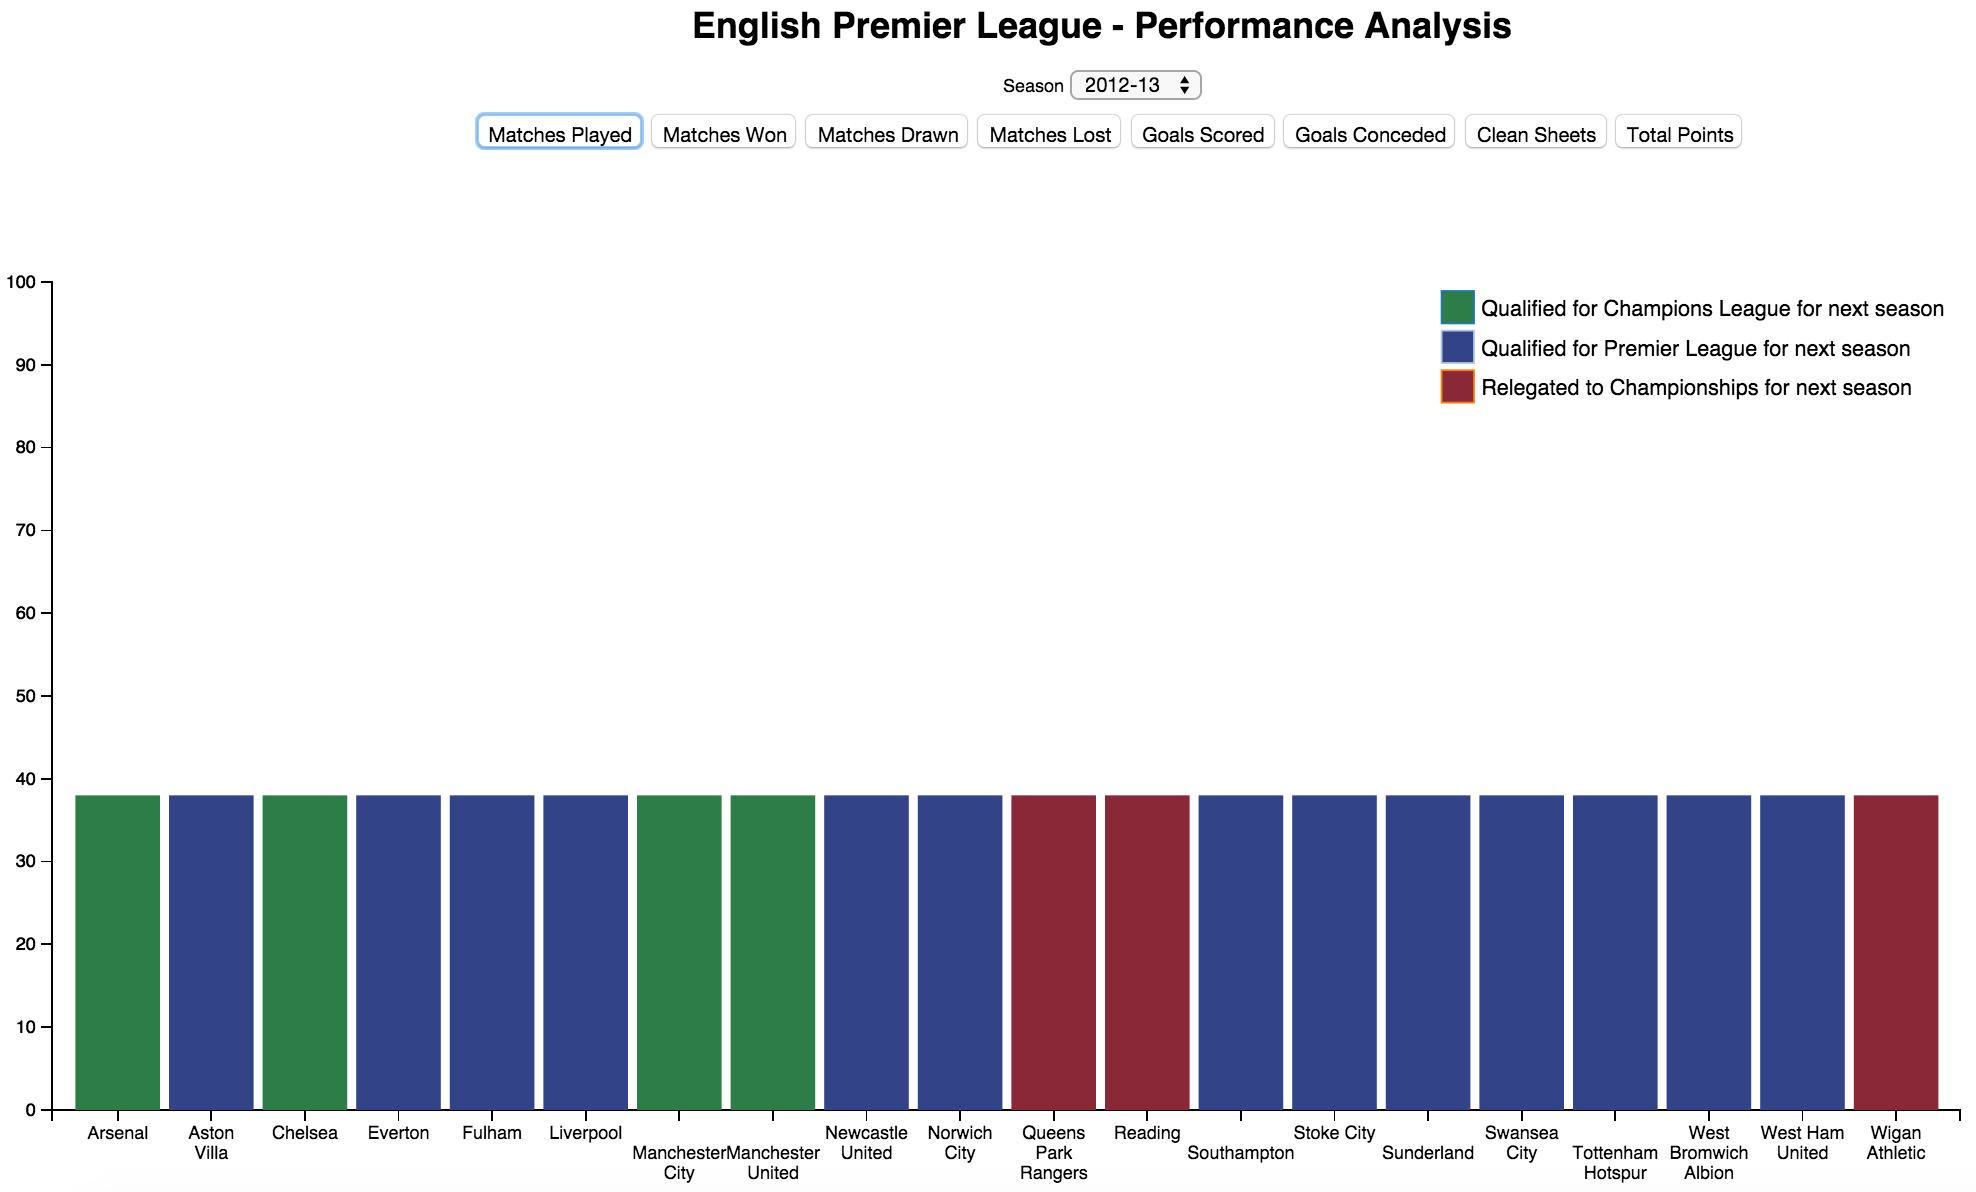 English Premier League - Performance Analysis
Season 2012-13
Matches Played Matches Won Matches Drawn Matches Lost Goals Scored Goals Conceded Clean Sheets Total Points
100
90
80
70
60
50
40
30
20
10
0
Qualified for Champions League for next season
Qualified for Premier League for next season
Relegated to Championships for next season
Arsenal
Aston
Villa
Chelsea
Everton
Fulham
Liverpool
Manchester
City
Manchester
United
Newcastle
United
Norwich
City
Queens
Park
Rangers
Reading
Southampton
Stoke City
Sunderland
Swansea
City
Tottenham
Hotspur
West
Bromwich
Albion
West Ham
United
Wigan
Athletic